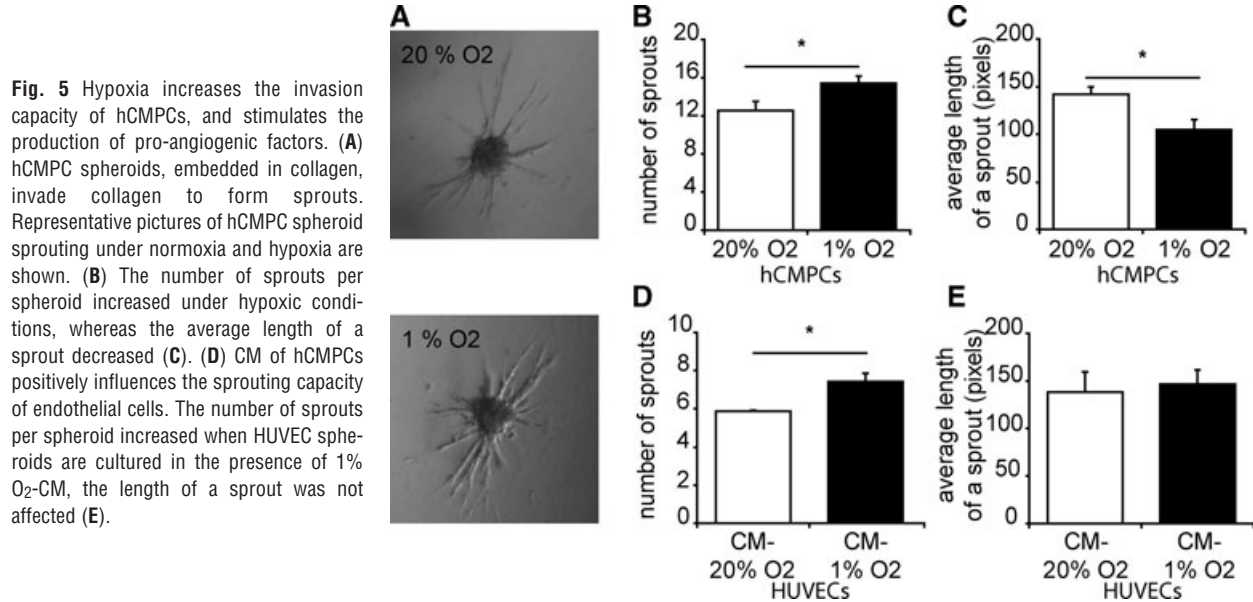 Fig. 5 Hypoxia increases the invasion
capacity of hCMPCs, and stimulates the
production of pro-angiogenic factors. (A)
hCMPC spheroids, embedded in collagen,
invade collagen to form sprouts.
Representative pictures of hCMPC spheroid
sprouting under normoxia and hypoxia are
shown. (B) The number of sprouts per
spheroid increased under hypoxic condi-
tions, whereas the average length of a
sprout decreased (C). (D) CM of hCMPCs
positively influences the sprouting capacity
of endothelial cells. The number of sprouts
per spheroid increased when HUVEC sphe-
roids are cultured in the presence of 1%
O2-CM, the length of a sprout was not
affected (E).
A
20 % O2
1 % O2
B
number of sprouts
20
16
12
8
4
0
*
20% O2 1% O2
hCMPCs
C
average length
of a sprout (pixels)
200
150
100
50
0
*
20% O2 1% O2
hCMPCs
D
number of sprouts
10
8
6
4
2
0
*
CM- CM-
20% O2 1% O2
HUVECs
E
average length
of a sprout (pixels)
200
150
100
50
0
CM- CM-
20% O2 1% O2
HUVECs